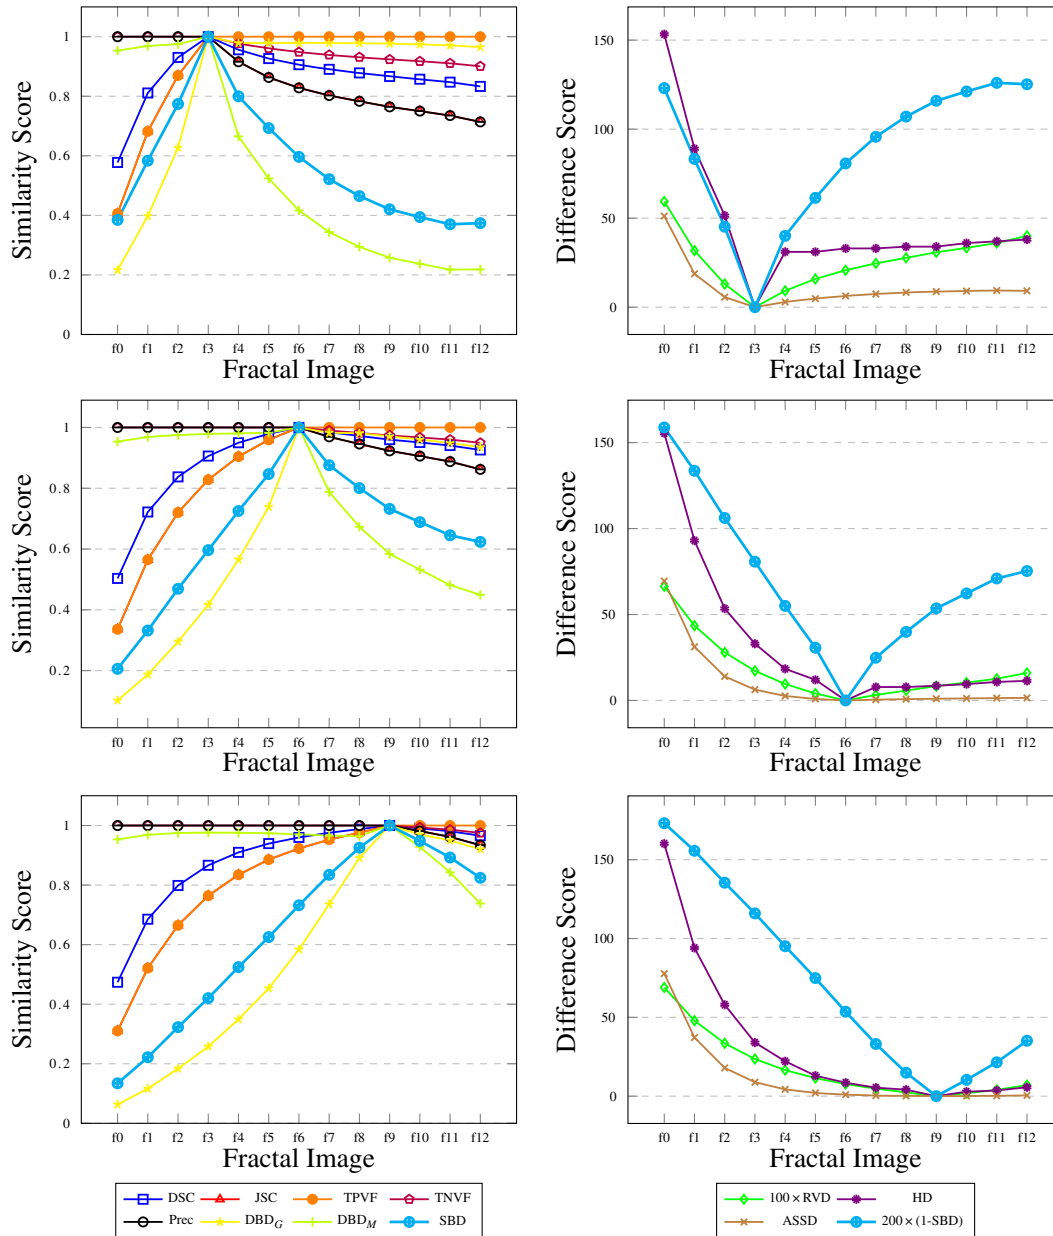 1
0.8
0.6
0.4
0.2
0
Similarity Score
f0 f1 f2 f3 f4 f5 f6 f7 f8 f9 f10 f11 f12
Fractal Image
150
100
50
0
Difference Score
f0 f1 f2 f3 f4 f5 f6 f7 f8 f9 f10 f11 f12
Fractal Image
1
0.8
0.6
0.4
0.2
Similarity Score
f0 f1 f2 f3 f4 f5 f6 f7 f8 f9 f10 f11 f12
Fractal Image
150
100
50
0
Difference Score
f0 f1 f2 f3 f4 f5 f6 f7 f8 f9 f10 f11 f12
Fractal Image
1
0.8
0.6
0.4
0.2
0
Similarity Score
f0 f1 f2 f3 f4 f5 f6 f7 f8 f9 f10 f11 f12
Fractal Image
150
100
50
0
Difference Score
f0 f1 f2 f3 f4 f5 f6 f7 f8 f9 f10 f11 f12
Fractal Image
DSC JSC TPVF TNVF
Prec DBD_G DBD_M SBD
100×RVD HD
ASSD 200×(1-SBD)